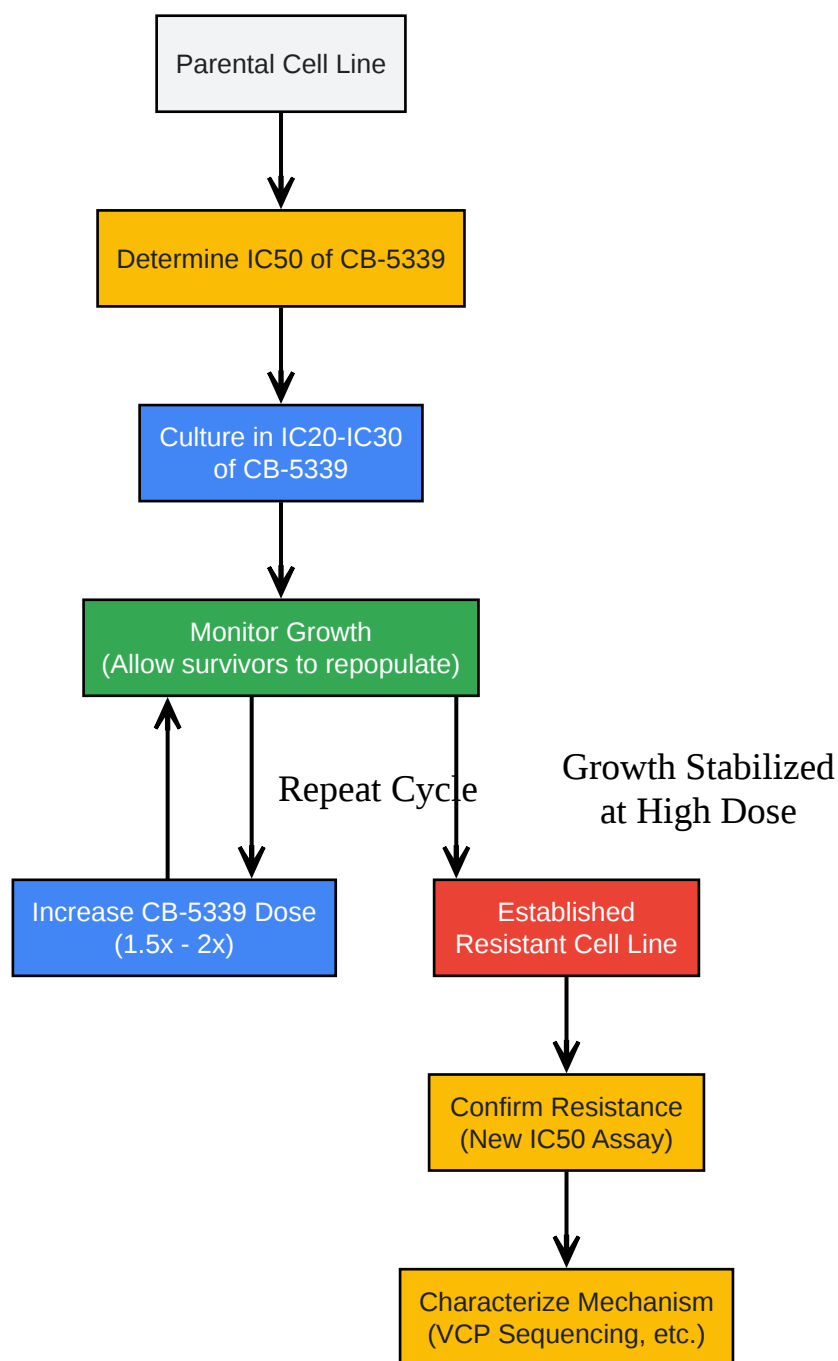 Parental Cell Line
Determine IC50 of CB-5339
Culture in IC20-IC30
of CB-5339
Monitor Growth
(Allow survivors to repopulate)
Repeat Cycle
Growth Stabilized
at High Dose
Increase CB-5339 Dose
(1.5x - 2x)
Established
Resistant Cell Line
Confirm Resistance
(New IC50 Assay)
Characterize Mechanism
(VCP Sequencing, etc.)